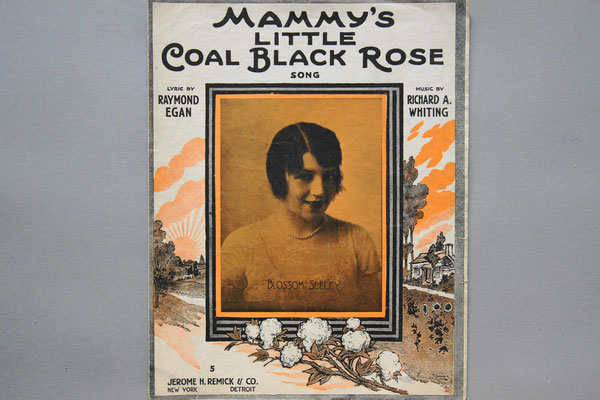 MAMMY'S
LITTLE
COAL BLACK ROSE
SONG
LYRIC BY
RAYMOND
EGAN
MUSIC BY
RICHARD A.
WHITING
BLOSSOM SEELEY
5
JEROME H. REMICK & CO.
NEW YORK DETROIT